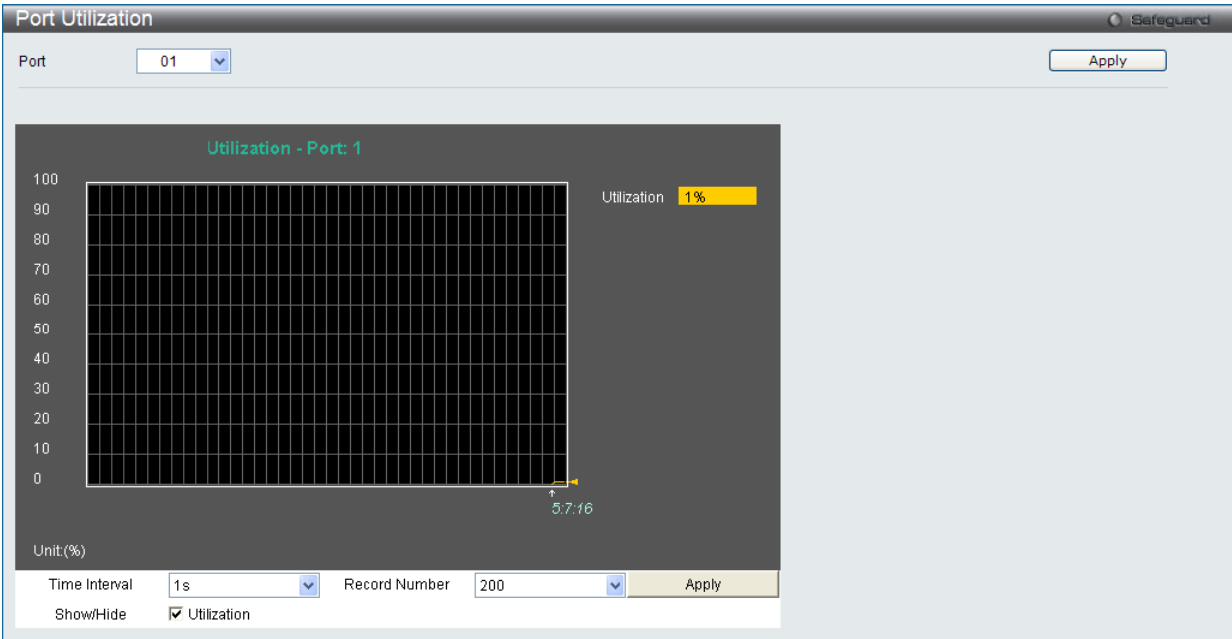 Port Utilization
Safeguard
Port 01 Apply
Utilization - Port: 1
Utilization 1%
100
90
80
70
60
50
40
30
20
10
0
5:7:16
Unit:(%)
Time Interval 1s Record Number 200 Apply
Show/Hide Utilization